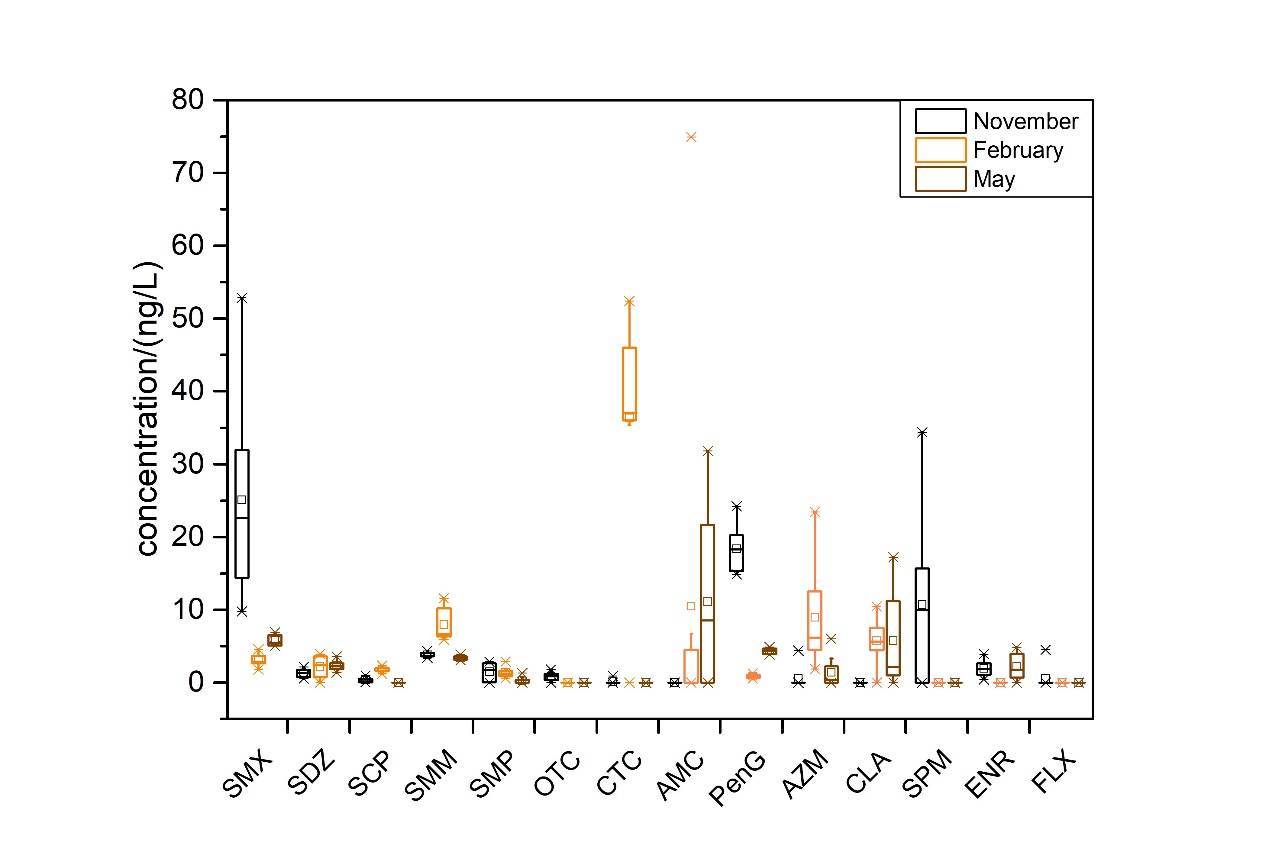 80
70
60
50
40
30
20
10
0
concentration/(ng/L)
November
February
May
SMX
SDZ
SCP
SMM
SMP
OTC
CTC
AMC
PenG
AZM
CLA
SPM
ENR
FLX